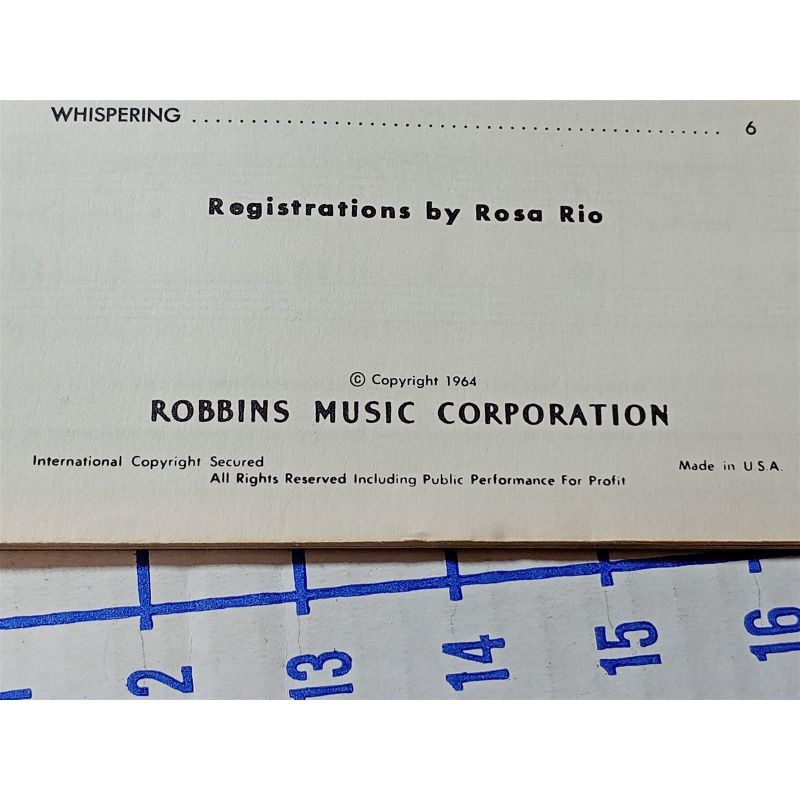 WHISPERING ............................................. 6
Registrations by Rosa Rio
© Copyright 1964
ROBBINS MUSIC CORPORATION
International Copyright Secured
Made in U.S.A.
All Rights Reserved Including Public Performance For Profit
2 13 14 15 16